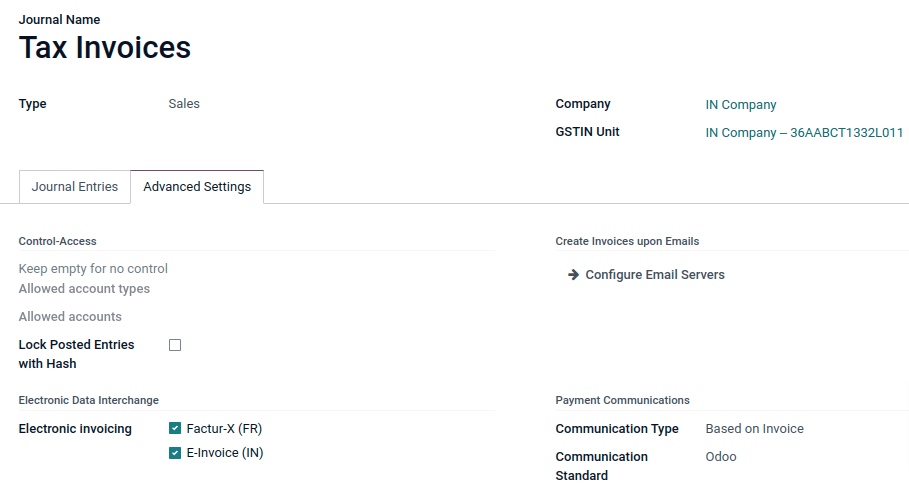 Journal Name
Tax Invoices
Type Sales
Company IN Company
GSTIN Unit IN Company – 36AABCT1332L011
Journal Entries Advanced Settings
Control-Access
Keep empty for no control
Allowed account types
Allowed accounts
Lock Posted Entries
with Hash
Create Invoices upon Emails
Configure Email Servers
Electronic Data Interchange
Electronic invoicing Factur-X (FR)
E-Invoice (IN)
Payment Communications
Communication Type Based on Invoice
Communication Odoo
Standard